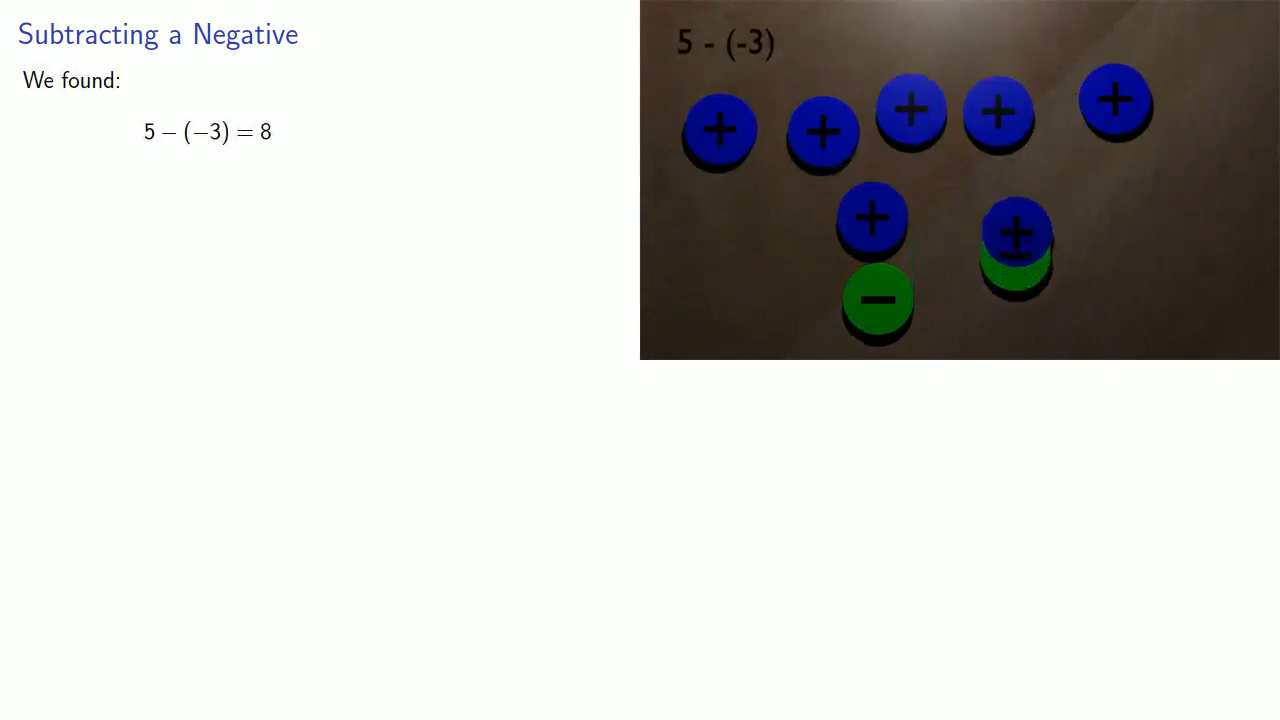 Subtracting a Negative
We found:
5 − (−3) = 8
5 - (-3)
+ + + + +
+ +
−
−